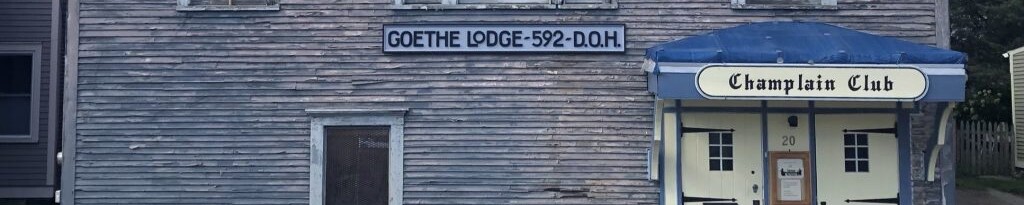 GOETHE LODGE-592-D.O.H.
Champlain Club
20